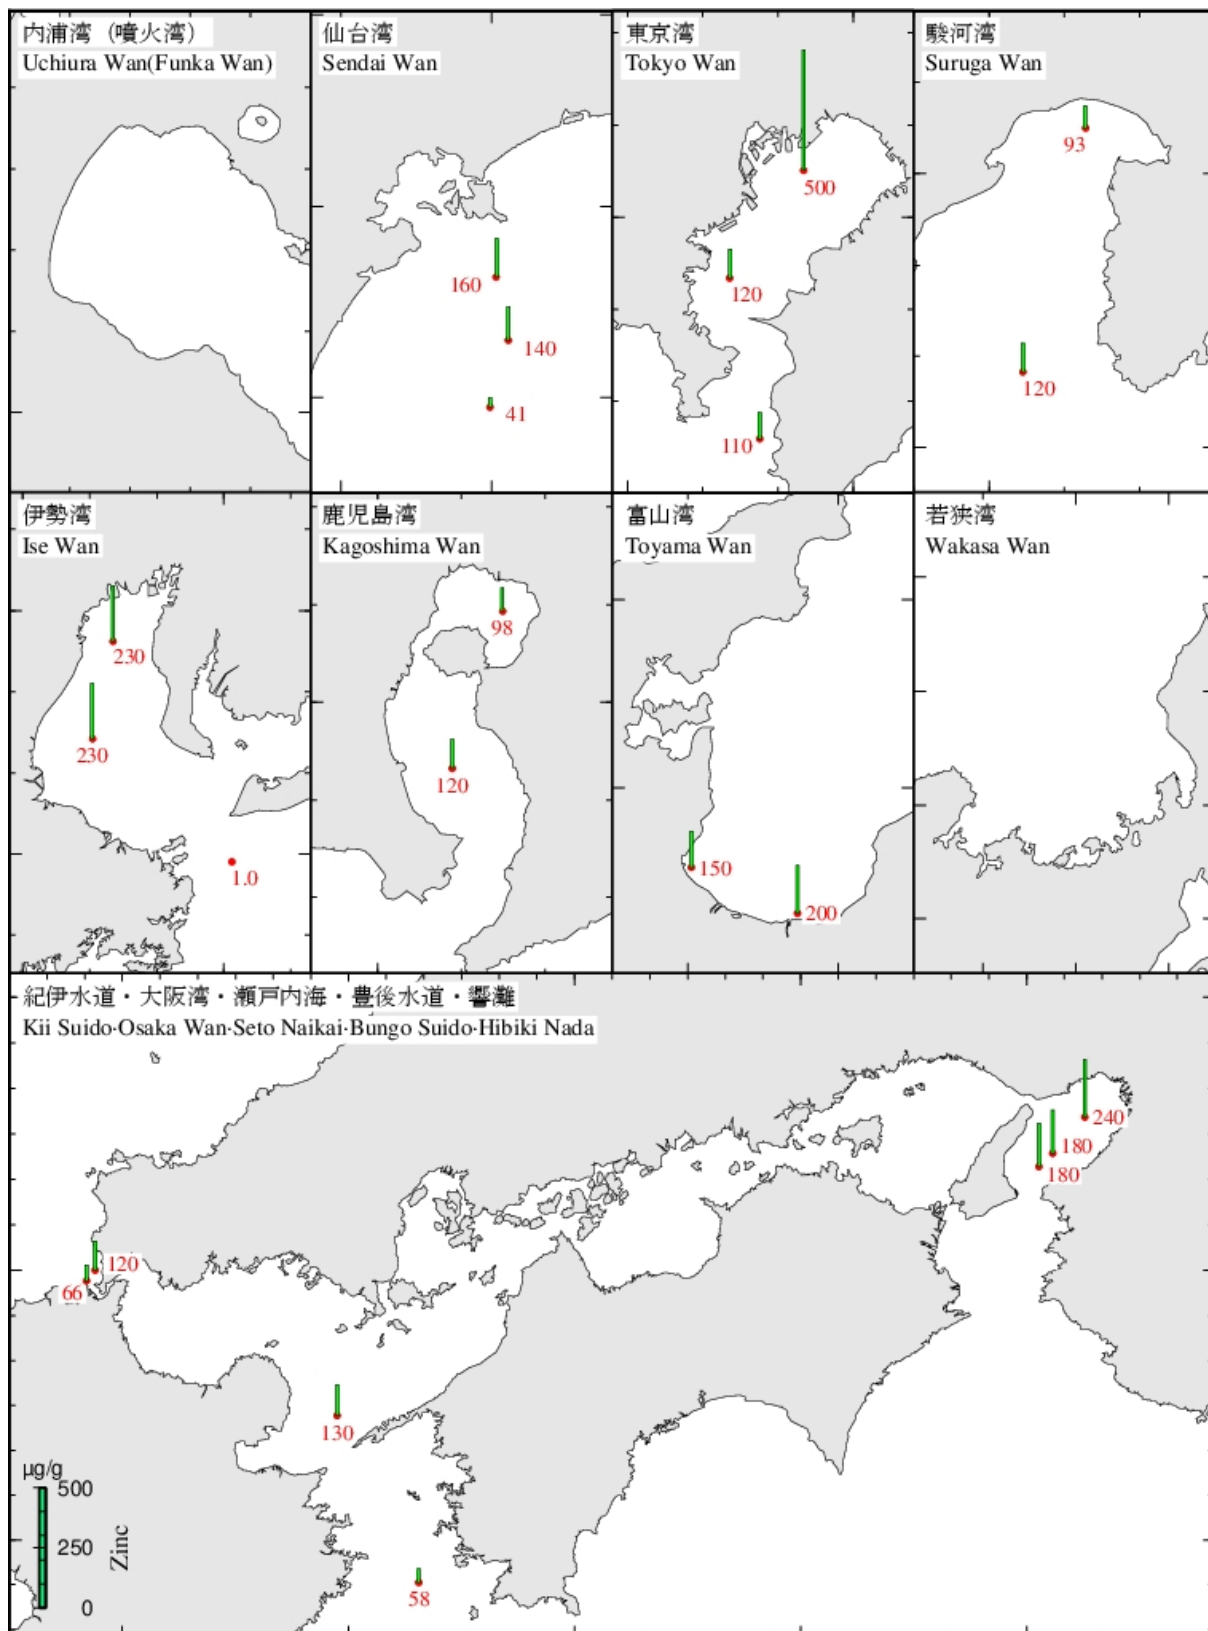 内浦湾（噴火湾）
Uchiura Wan(Funka Wan)
仙台湾
Sendai Wan
160
140
41
東京湾
Tokyo Wan
500
120
110
駿河湾
Suruga Wan
93
120
伊勢湾
Ise Wan
230
230
1.0
鹿児島湾
Kagoshima Wan
98
120
富山湾
Toyama Wan
150
200
若狭湾
Wakasa Wan
紀伊水道・大阪湾・瀬戸内海・豊後水道・響灘
Kii Suido·Osaka Wan·Seto Naikai·Bungo Suido·Hibiki Nada
240
180
180
120
66
130
58
µg/g
500
250
0
Zinc